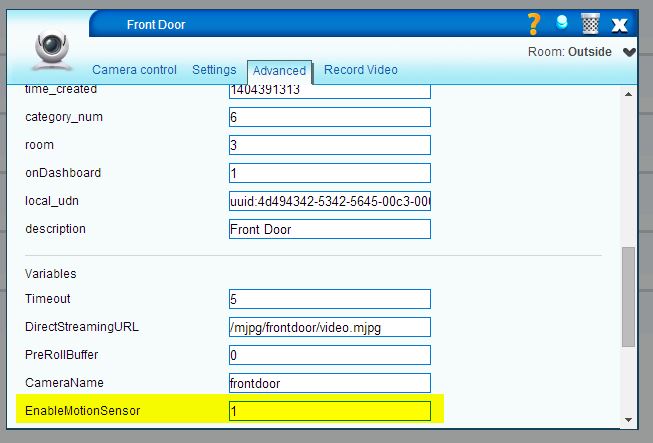 Front Door
?
Room: Outside
Camera control Settings Advanced Record Video
time_created 1404391313
category_num 6
room 3
onDashboard 1
local_udn uuid:4d494342-5342-5645-00c3-000
description Front Door
Variables
Timeout 5
DirectStreamingURL /mjpg/frontdoor/video.mjpg
PreRollBuffer 0
CameraName frontdoor
EnableMotionSensor 1